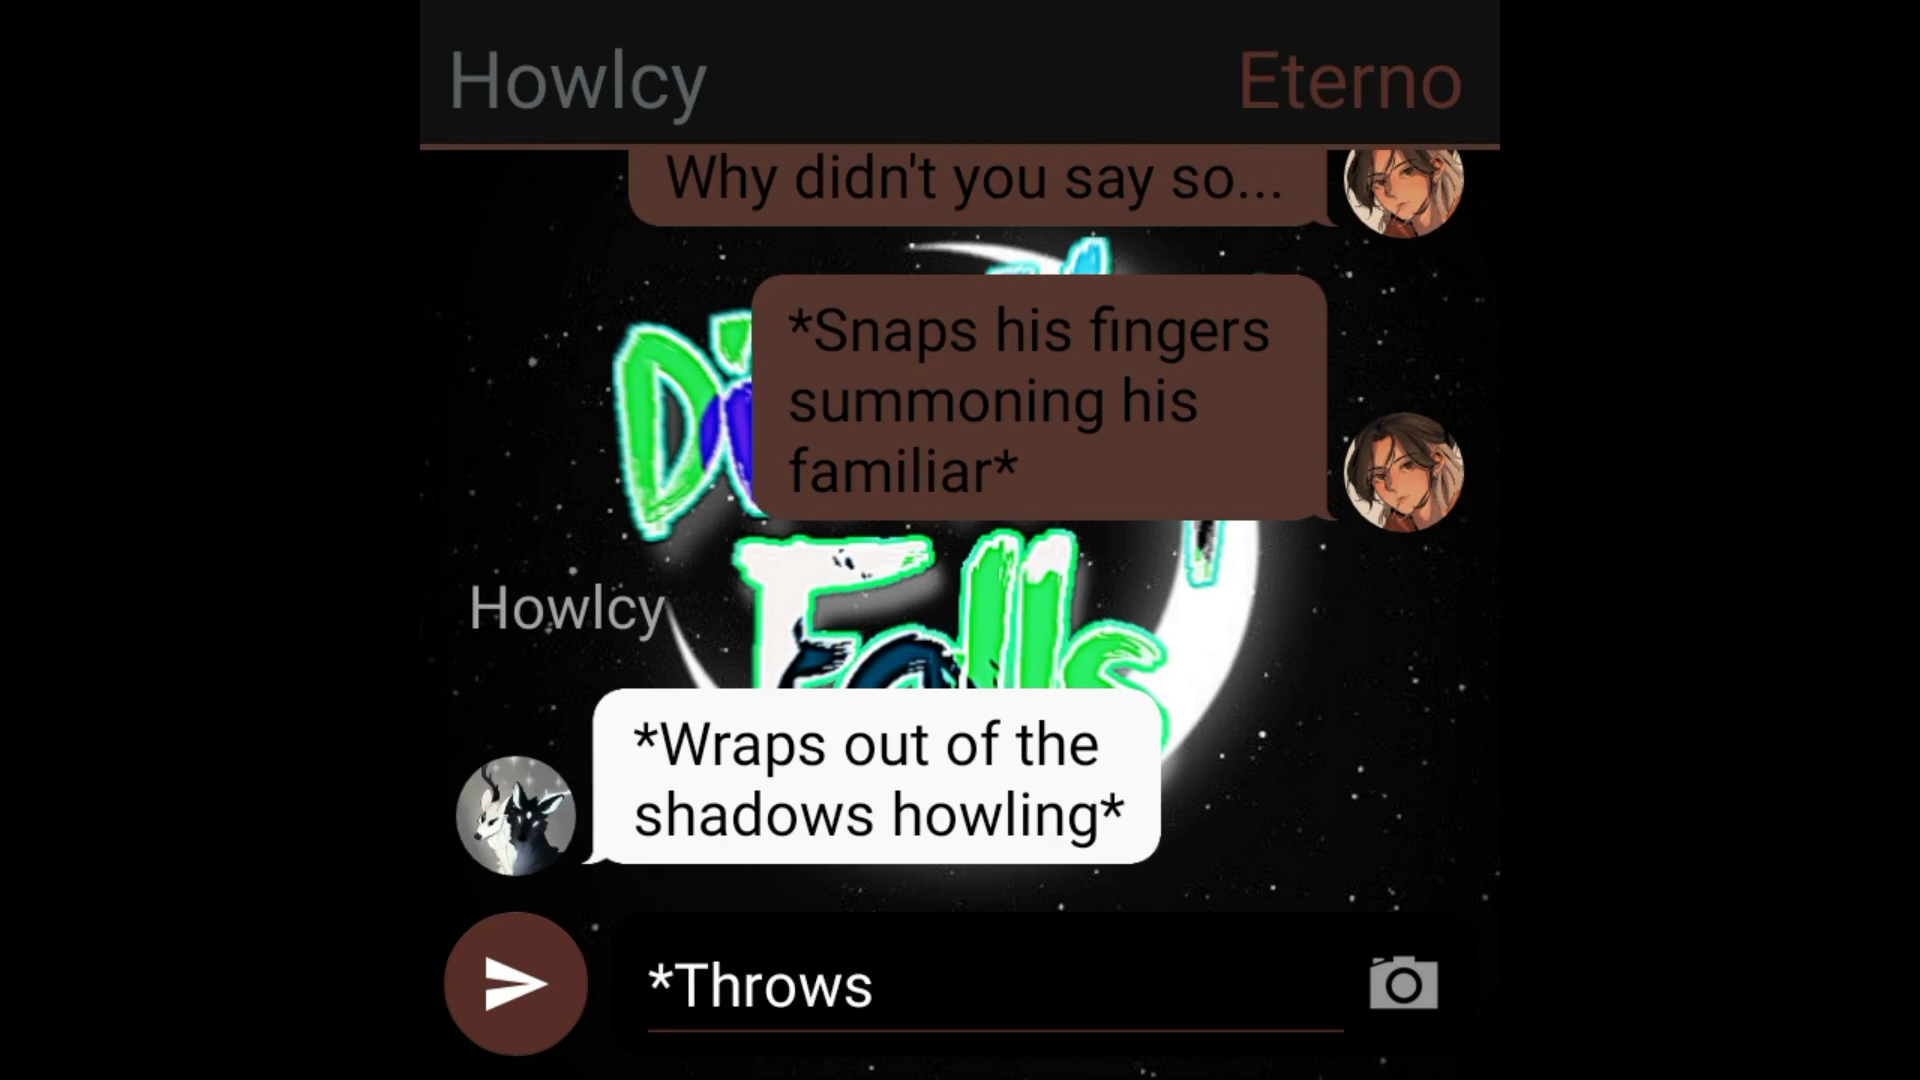 Howlcy
Eterno
Why didn't you say so...
*Snaps his fingers
summoning his
familiar*
Falls
Howlcy
*Wraps out of the
shadows howling*
*Throws